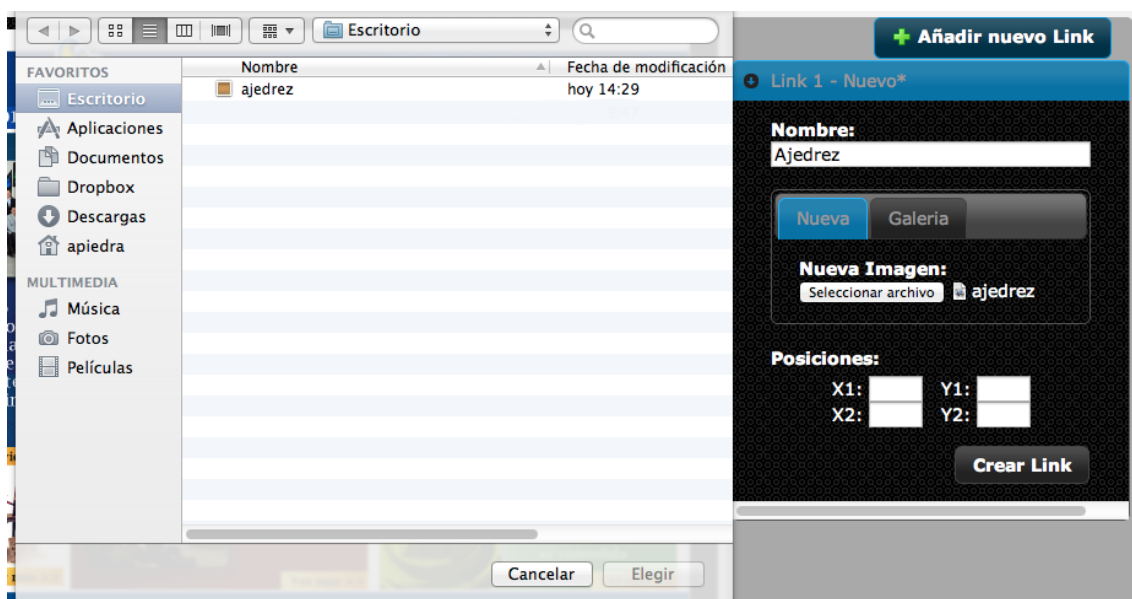 Escritorio
FAVORITOS
Escritorio
Aplicaciones
Documentos
Dropbox
Descargas
apiedra
MULTIMEDIA
Música
Fotos
Películas
Nombre
Fecha de modificación
ajedrez
hoy 14:29
Cancelar
Elegir
Añadir nuevo Link
Link 1 - Nuevo*
Nombre:
Ajedrez
Nueva
Galeria
Nueva Imagen:
Seleccionar archivo
ajedrez
Posiciones:
X1:
Y1:
X2:
Y2:
Crear Link